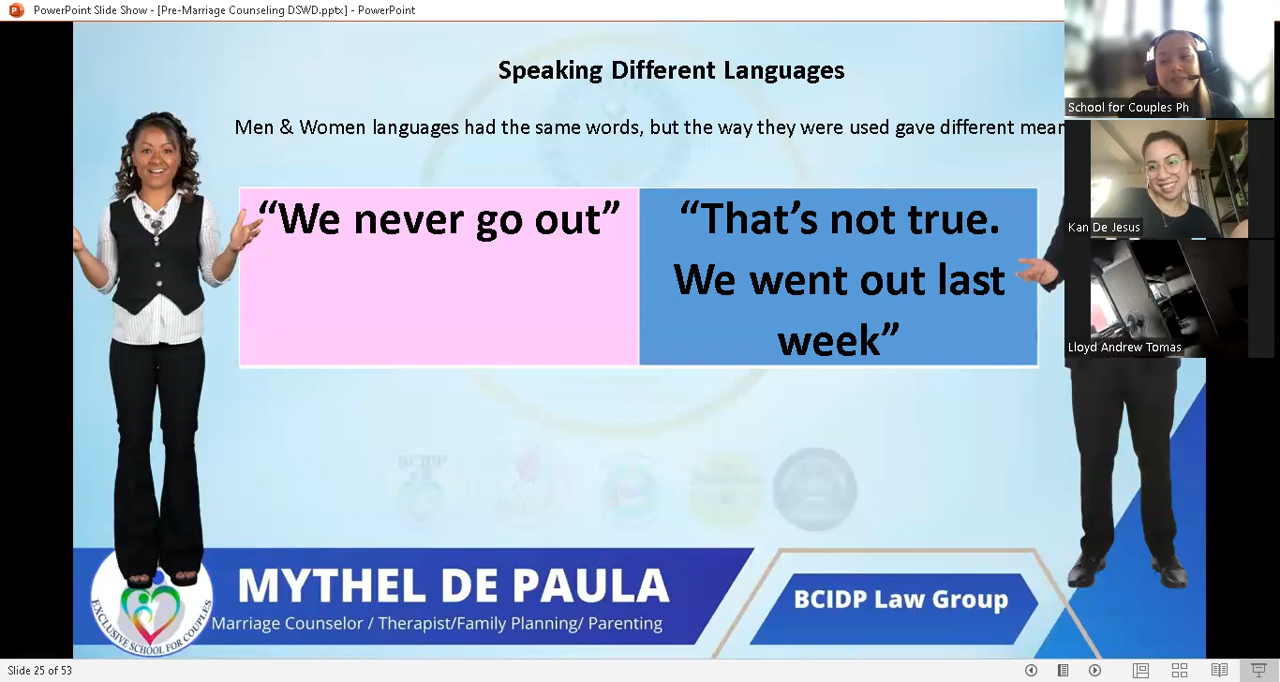 PowerPoint Slide Show - [Pre-Marriage Counseling DSWD.pptx] - PowerPoint
Speaking Different Languages
Men & Women languages had the same words, but the way they were used gave different mean
“We never go out”
“That’s not true.
We went out last
week”
School for Couples Ph
Kan De Jesus
Lloyd Andrew Tomas
MYTHEL DE PAULA
Marriage Counselor / Therapist/Family Planning/ Parenting
BCIDP Law Group
EXCLUSIVE SCHOOL FOR COUPLES
BCIDP
Slide 25 of 53